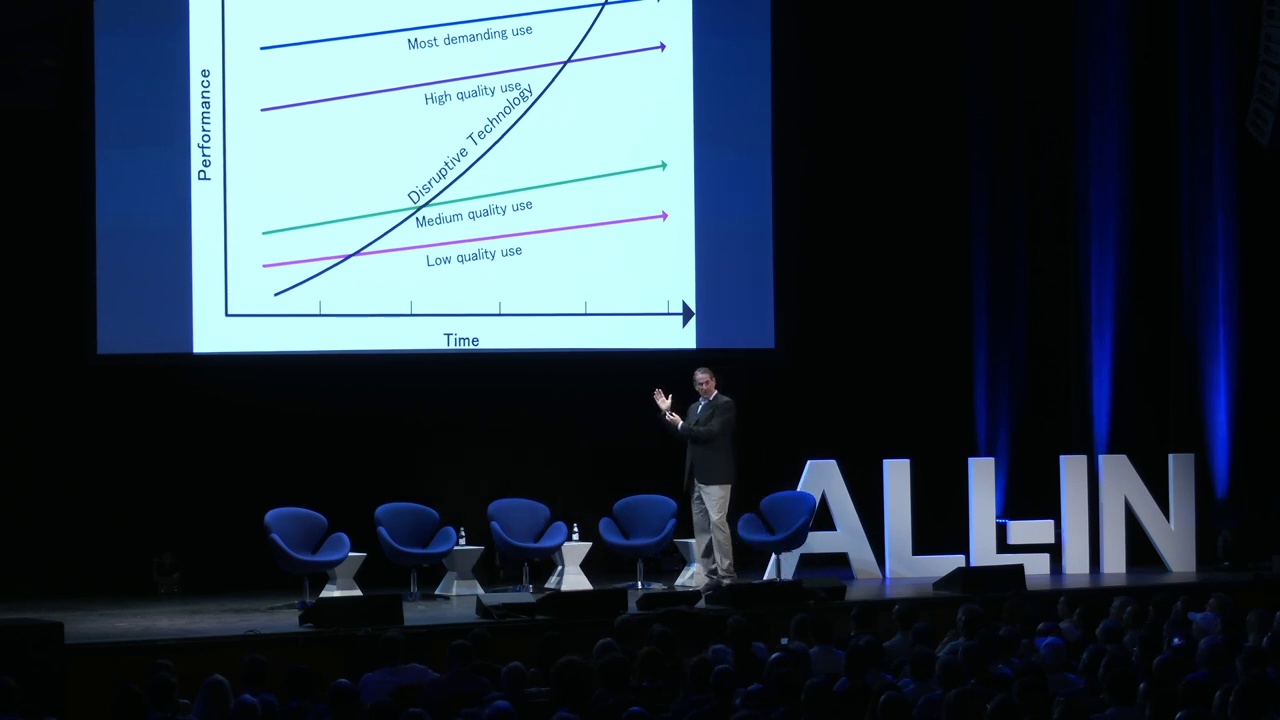 Most demanding use
High quality use
Disruptive Technology
Medium quality use
Low quality use
Performance
Time
ALL-IN